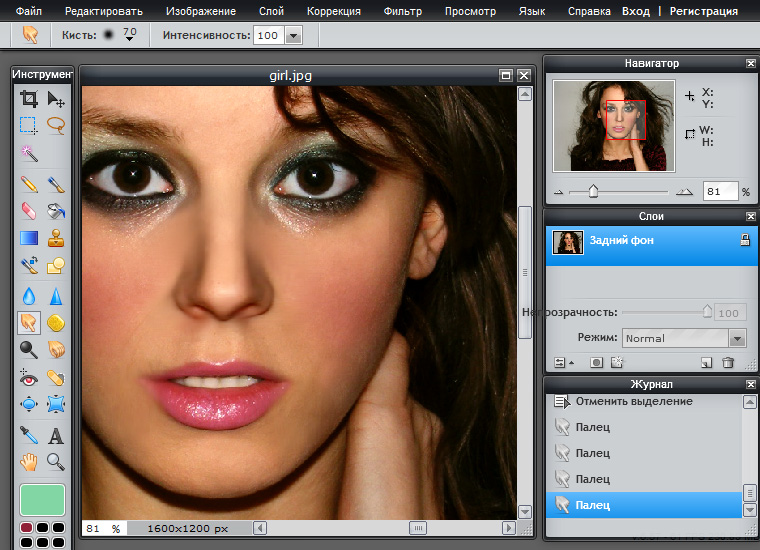 Файл Редактировать Изображение Слой Коррекция Фильтр Просмотр Язык Справка Вход | Регистрация
Кисть: 70 Интенсивность: 100
Инструмент
girl.jpg
Навигатор
X:
Y:
W:
H:
81 %
Слои
Задний фон
Непрозрачность: 100
Режим: Normal
Журнал
Отменить выделение
Палец
Палец
Палец
Палец
81 % 1600x1200 px